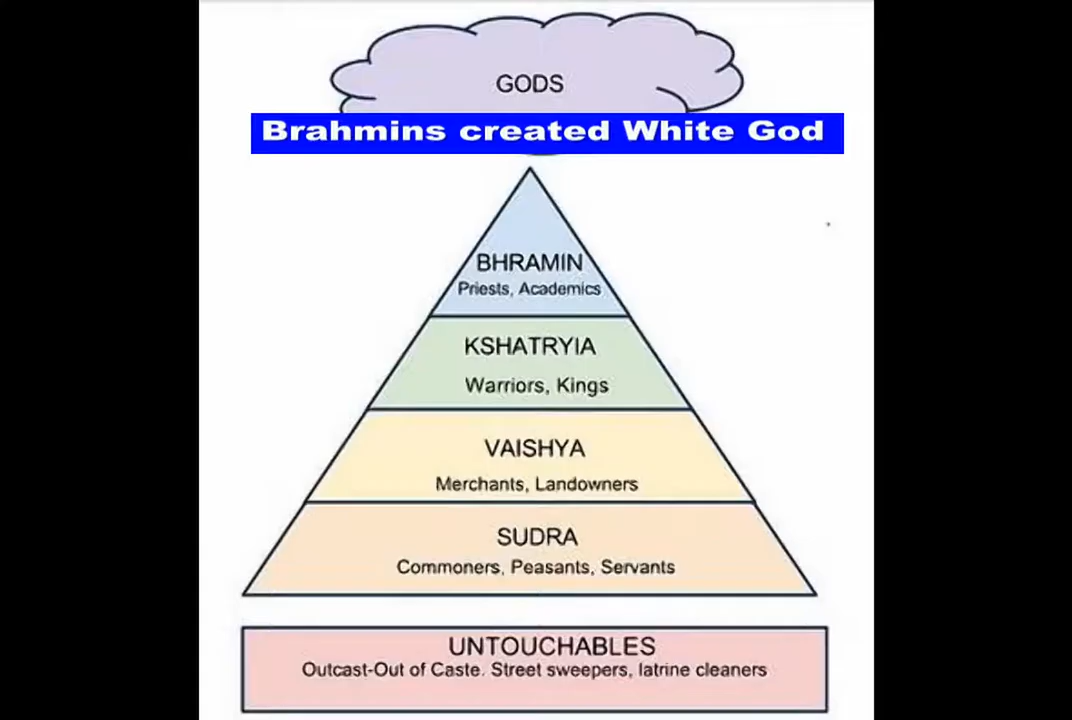 GODS
Brahmins created White God
BHRAMIN
Priests, Academics
KSHATRYIA
Warriors, Kings
VAISHYA
Merchants, Landowners
SUDRA
Commoners, Peasants, Servants
UNTOUCHABLES
Outcast-Out of Caste. Street sweepers, latrine cleaners